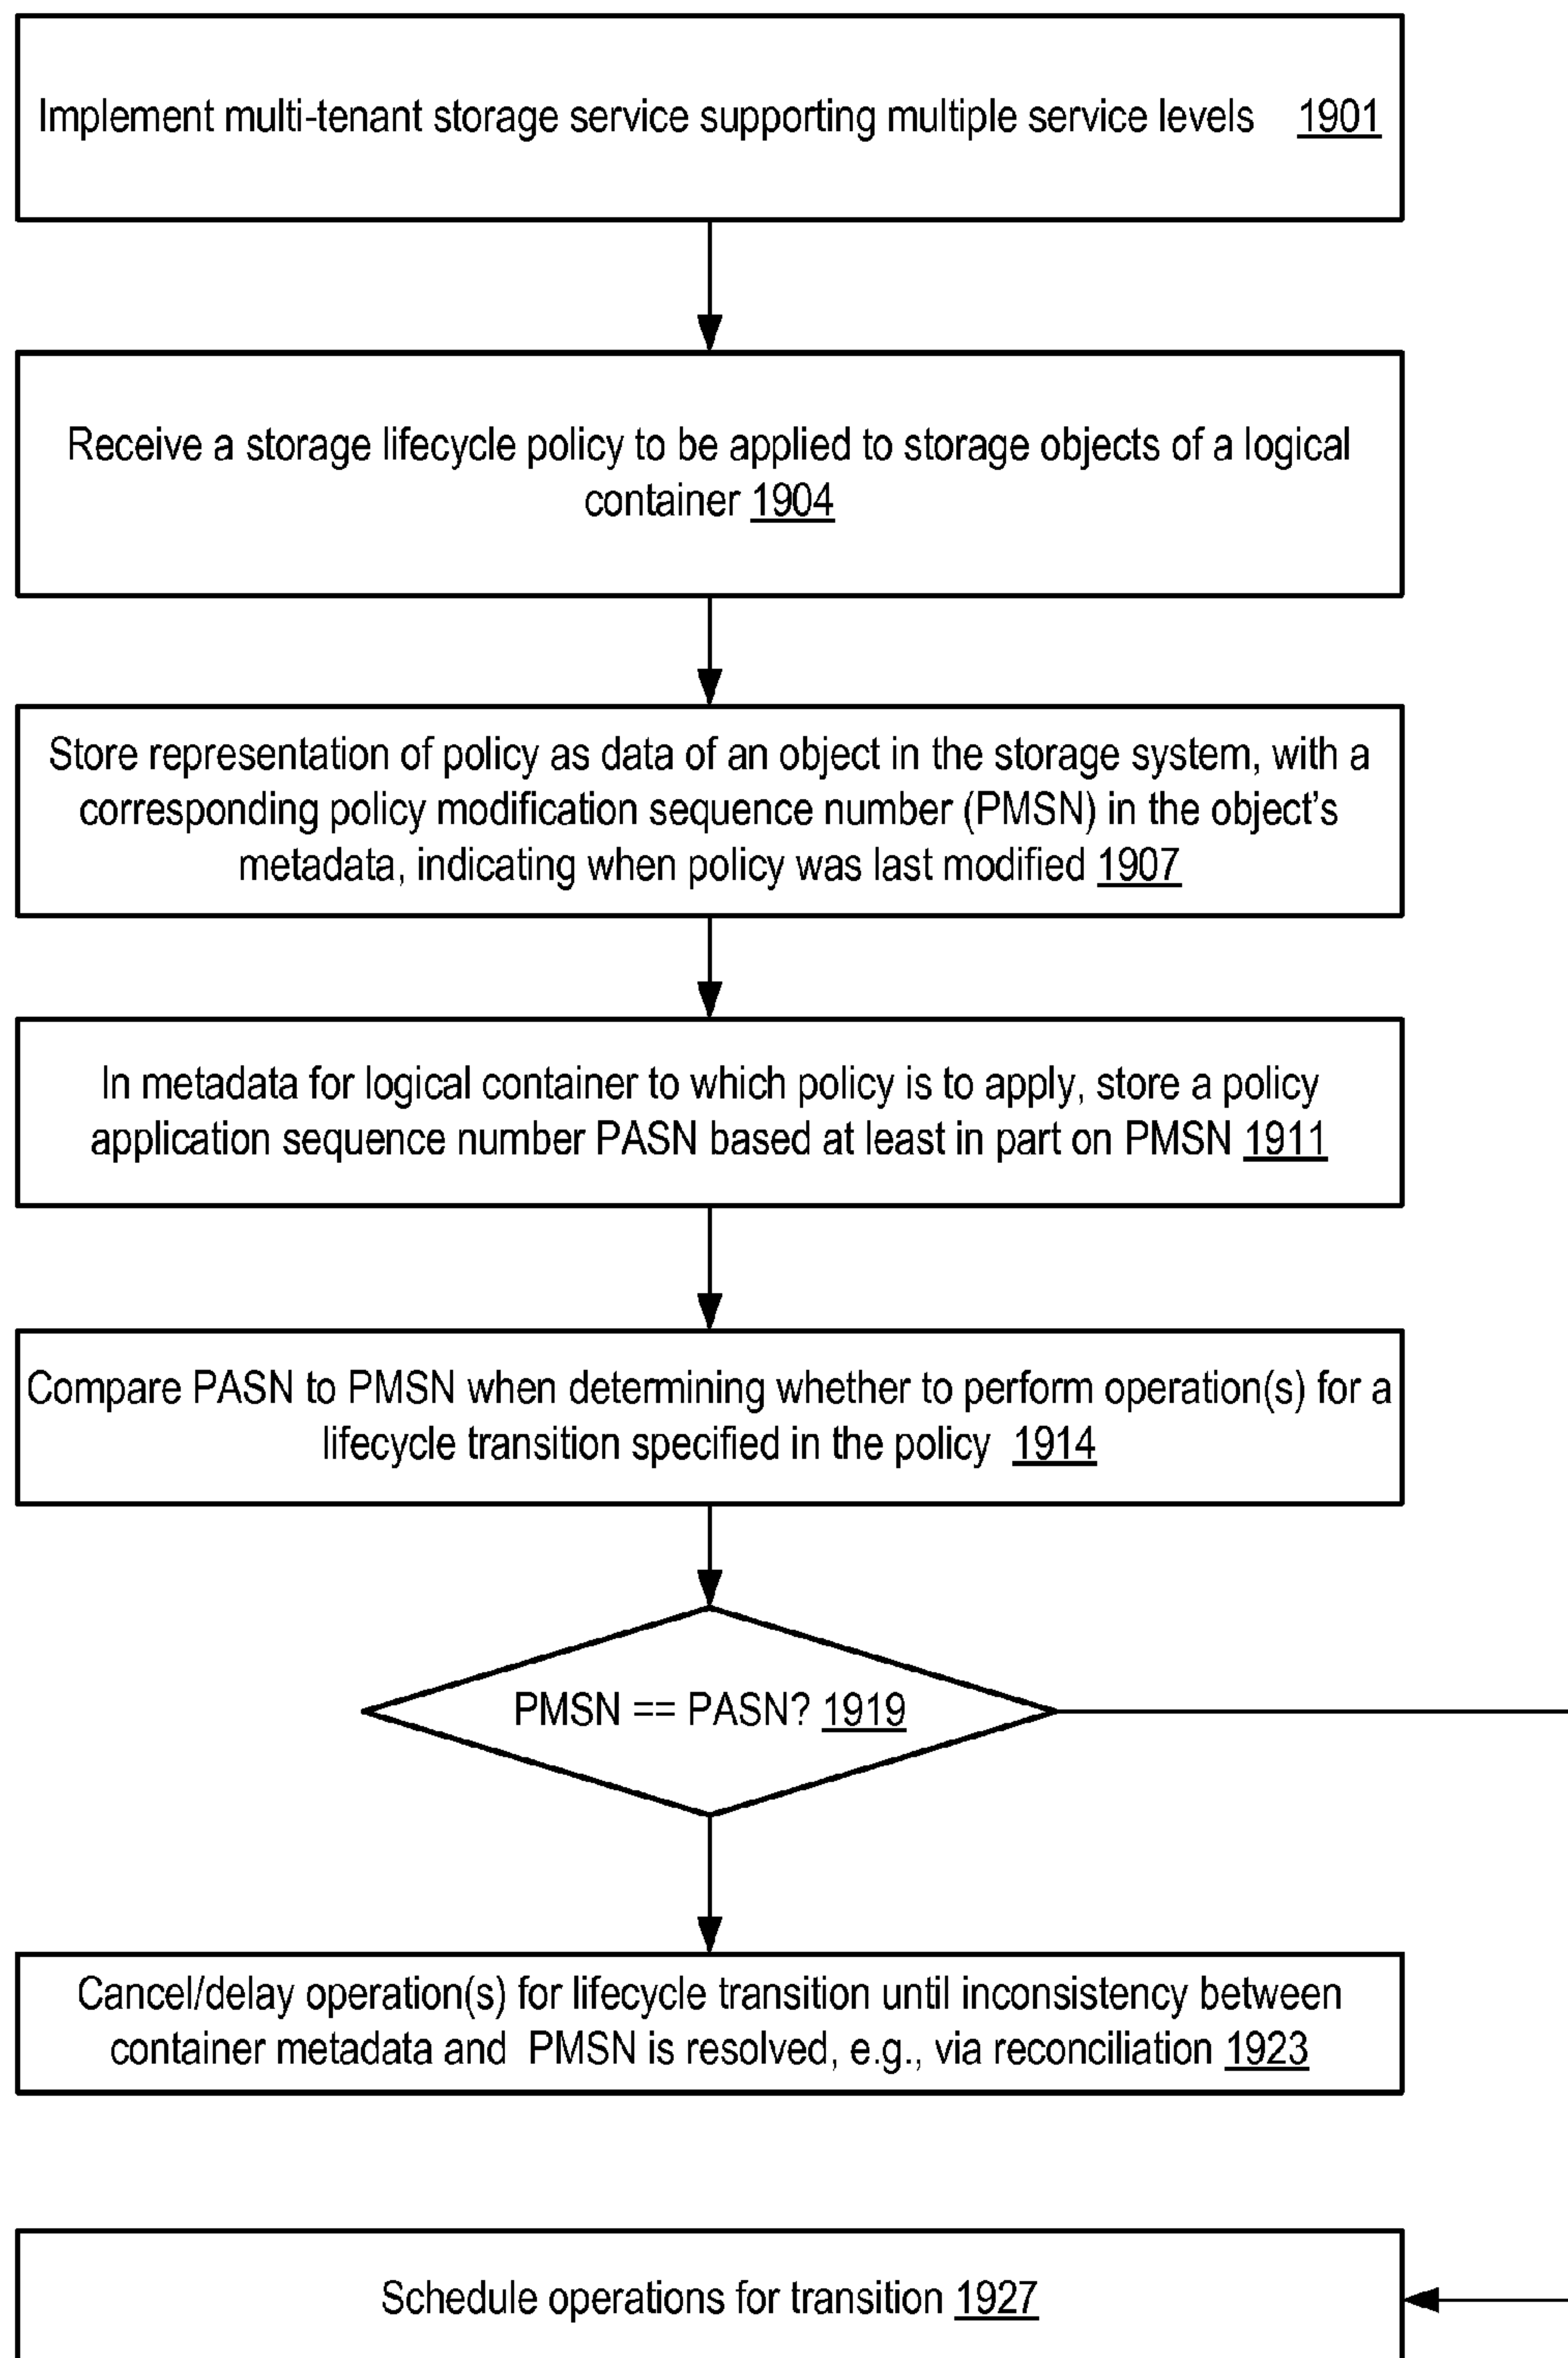 Implement multi-tenant storage service supporting multiple service levels 1901
Receive a storage lifecycle policy to be applied to storage objects of a logical
container 1904
Store representation of policy as data of an object in the storage system, with a
corresponding policy modification sequence number (PMSN) in the object's
metadata, indicating when policy was last modified 1907
In metadata for logical container to which policy is to apply, store a policy
application sequence number PASN based at least in part on PMSN 1911
Compare PASN to PMSN when determining whether to perform operation(s) for a
lifecycle transition specified in the policy 1914
PMSN == PASN? 1919
Cancel/delay operation(s) for lifecycle transition until inconsistency between
container metadata and PMSN is resolved, e.g., via reconciliation 1923
Schedule operations for transition 1927